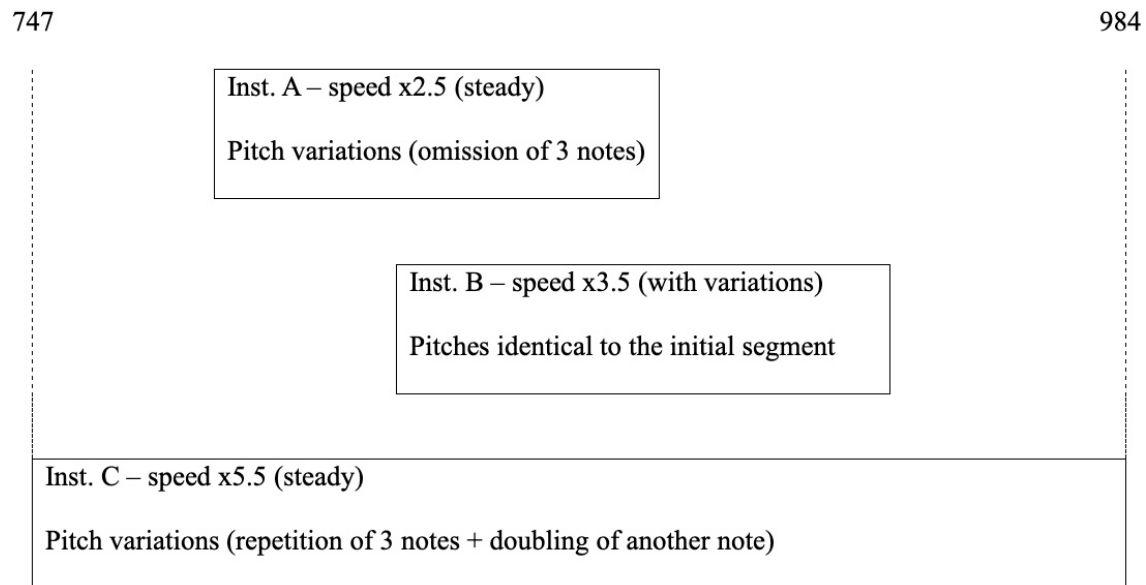 747
984
Inst. A – speed x2.5 (steady)
Pitch variations (omission of 3 notes)
Inst. B – speed x3.5 (with variations)
Pitches identical to the initial segment
Inst. C – speed x5.5 (steady)
Pitch variations (repetition of 3 notes + doubling of another note)